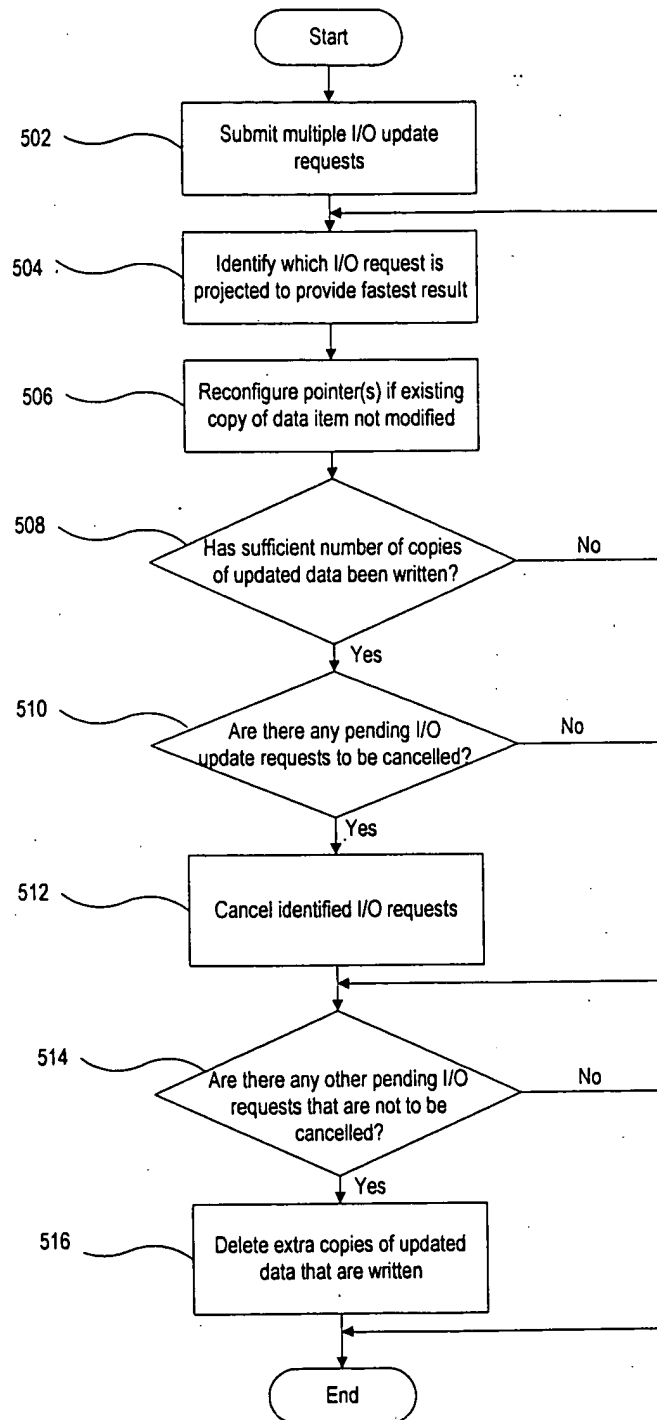 Start
502
Submit multiple I/O update
requests
504
Identify which I/O request is
projected to provide fastest result
506
Reconfigure pointer(s) if existing
copy of data item not modified
508
Has sufficient number of copies
of updated data been written?
No
Yes
510
Are there any pending I/O
update requests to be cancelled?
No
Yes
512
Cancel identified I/O requests
514
Are there any other pending I/O
requests that are not to be
cancelled?
No
Yes
516
Delete extra copies of updated
data that are written
End